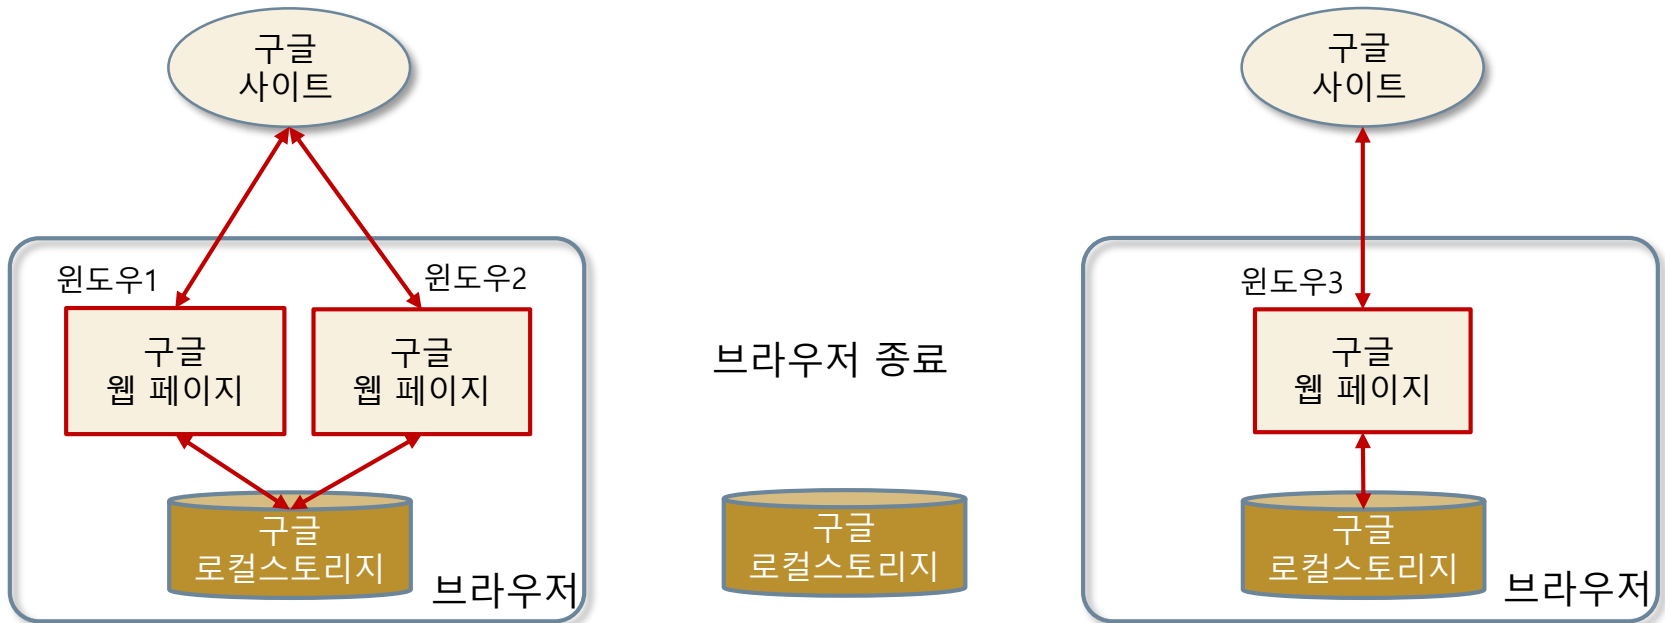 구글
사이트
윈도우1
윈도우2
구글
웹 페이지
구글
웹 페이지
구글
로컬스토리지
브라우저
브라우저 종료
구글
로컬스토리지
구글
사이트
윈도우3
구글
웹 페이지
구글
로컬스토리지
브라우저